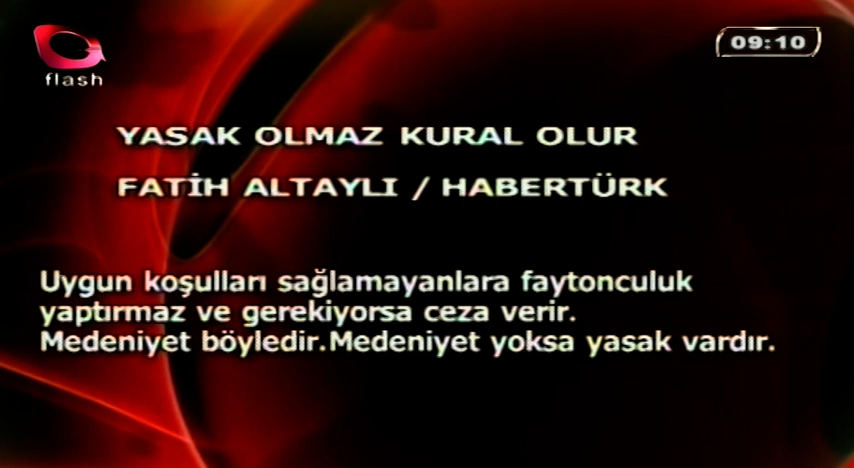 flash
09:10
YASAK OLMAZ KURAL OLUR
FATİH ALTAYLI / HABERTÜRK
Uygun koşulları sağlamayanlara faytonculuk
yaptırmaz ve gerekiyorsa ceza verir.
Medeniyet böyledir.Medeniyet yoksa yasak vardır.